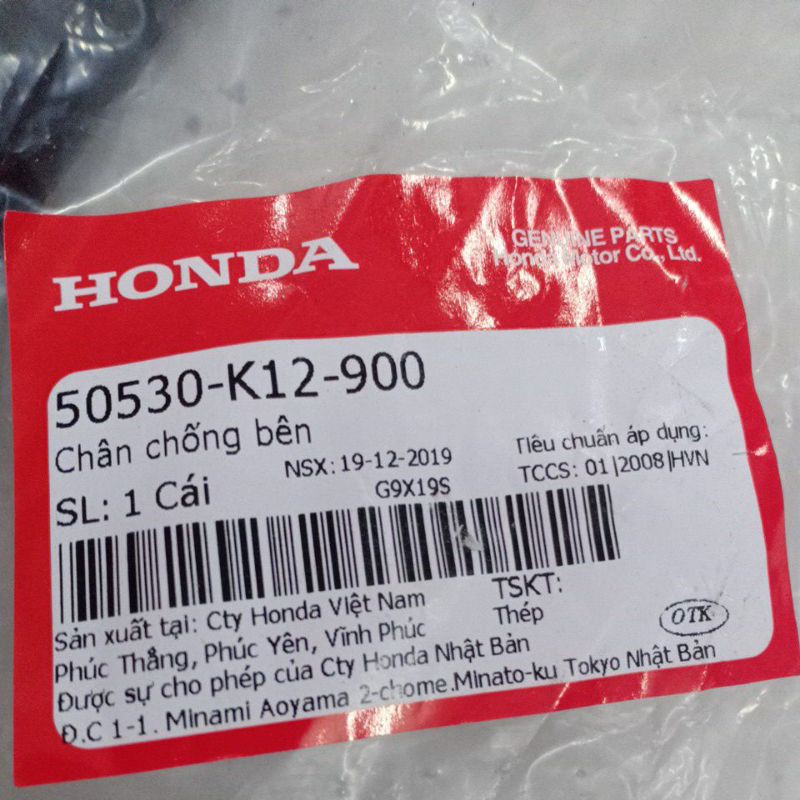 HONDA
GENUINE PARTS
Honda Motor Co., Ltd.
50530-K12-900
Chân chống bên
NSX: 19-12-2019
Tiêu chuẩn áp dụng:
SL: 1 Cái
G9X19S
TCCS: 01|2008|HVN
Sản xuất tại: Cty Honda Việt Nam
TSKT:
Phúc Thắng, Phúc Yên, Vĩnh Phúc
Thép
OTK
Được sự cho phép của Cty Honda Nhật Bản
Đ.C 1-1. Minami Aoyama 2-chome.Minato-ku Tokyo Nhật Bản